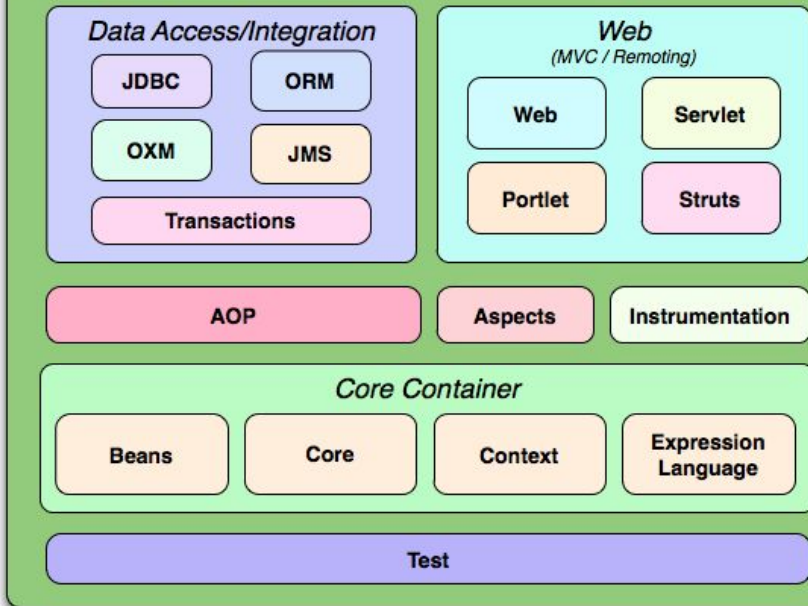 Data Access/Integration
JDBC
ORM
OXM
JMS
Transactions
Web
(MVC / Remoting)
Web
Servlet
Portlet
Struts
AOP
Aspects
Instrumentation
Core Container
Beans
Core
Context
Expression
Language
Test